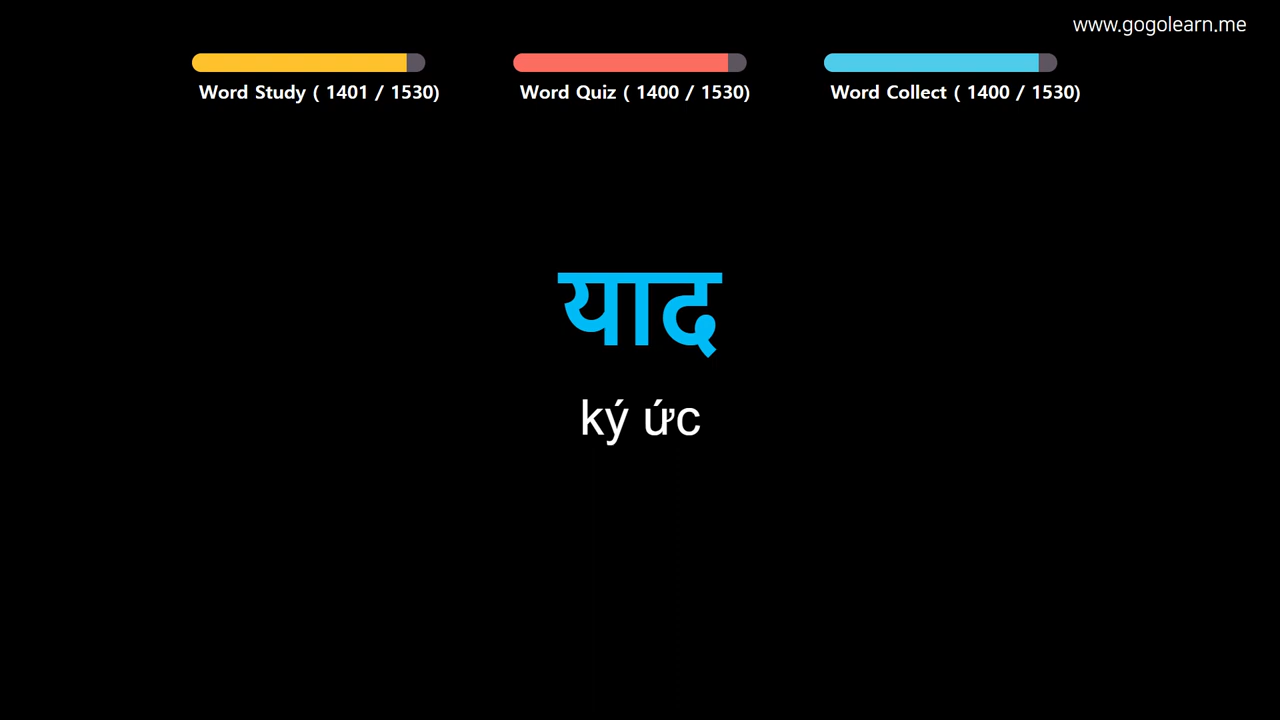 www.gogolearn.me
Word Study ( 1401 / 1530)
Word Quiz ( 1400 / 1530)
Word Collect ( 1400 / 1530)
याद
ký ức